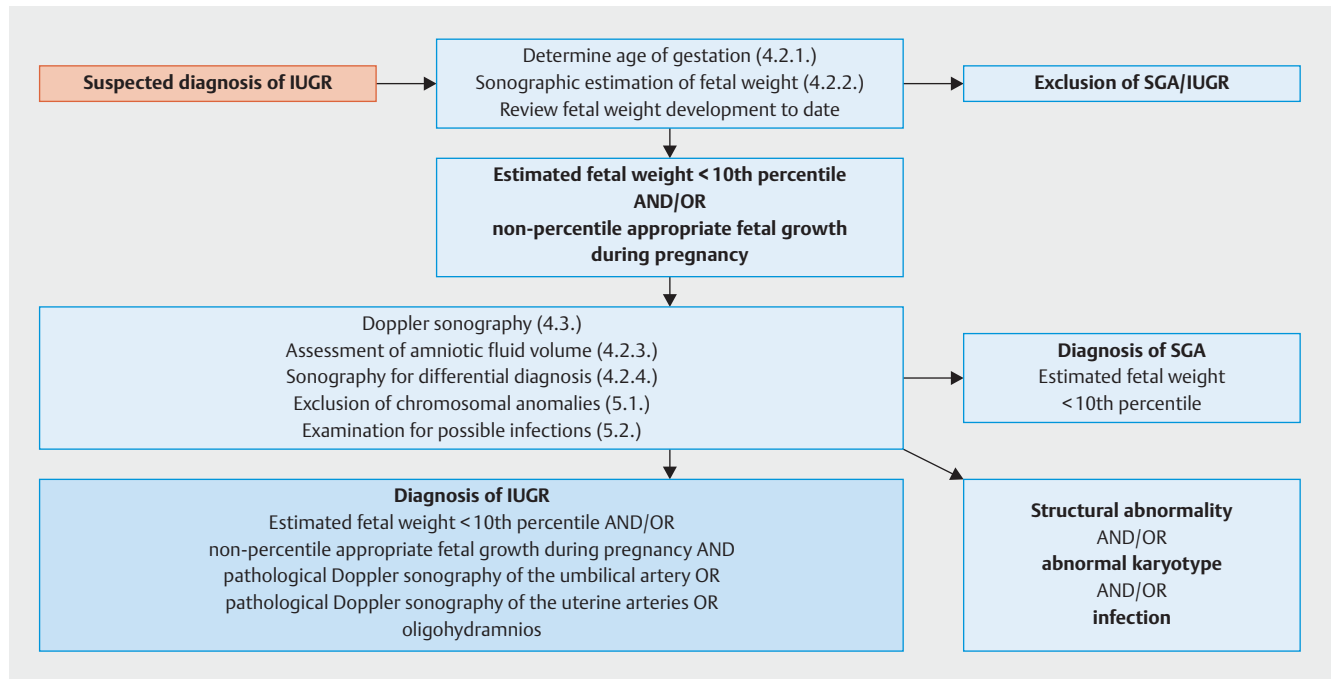 Suspected diagnosis of IUGR
Determine age of gestation (4.2.1.)
Sonographic estimation of fetal weight (4.2.2.)
Review fetal weight development to date
Exclusion of SGA/IUGR
Estimated fetal weight < 10th percentile
AND/OR
non-percentile appropriate fetal growth
during pregnancy
Doppler sonography (4.3.)
Assessment of amniotic fluid volume (4.2.3.)
Sonography for differential diagnosis (4.2.4.)
Exclusion of chromosomal anomalies (5.1.)
Examination for possible infections (5.2.)
Diagnosis of SGA
Estimated fetal weight
< 10th percentile
Diagnosis of IUGR
Estimated fetal weight < 10th percentile AND/OR
non-percentile appropriate fetal growth during pregnancy AND
pathological Doppler sonography of the umbilical artery OR
pathological Doppler sonography of the uterine arteries OR
oligohydramnios
Structural abnormality
AND/OR
abnormal karyotype
AND/OR
infection